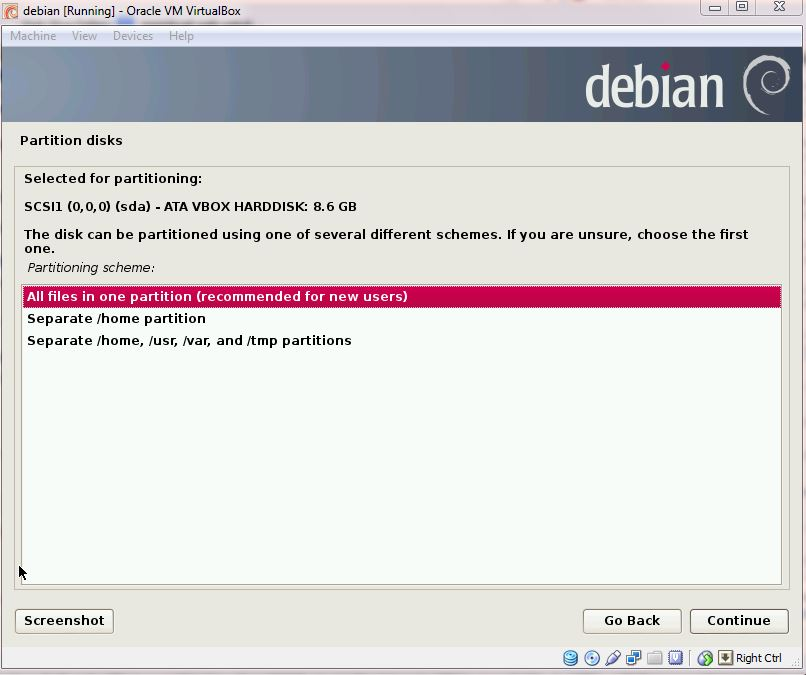 debian [Running] - Oracle VM VirtualBox
Machine View Devices Help
debian
Partition disks
Selected for partitioning:
SCSI1 (0,0,0) (sda) - ATA VBOX HARDDISK: 8.6 GB
The disk can be partitioned using one of several different schemes. If you are unsure, choose the first
one.
Partitioning scheme:
All files in one partition (recommended for new users)
Separate /home partition
Separate /home, /usr, /var, and /tmp partitions
Screenshot Go Back Continue
Right Ctrl